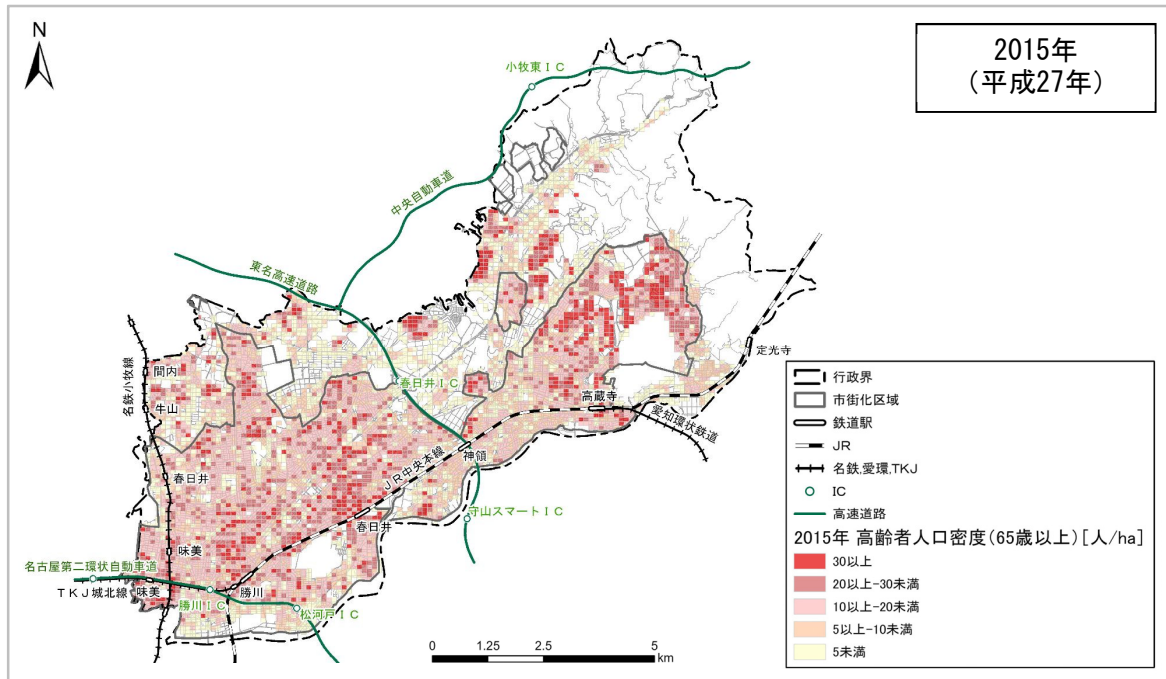 N
2015年
(平成27年)
小牧東IC
中央自動車道
東名高速道路
名鉄小牧線
間内
牛山
春日井IC
定光寺
高蔵寺
愛知環状鉄道
JR中央本線
神領
春日井
守山スマートIC
春日井
味美
名古屋第二環状自動車道
TKJ城北線
味美
勝川
勝川IC
松河戸IC
0 1.25 2.5 5
km
行政界
市街化区域
鉄道駅
JR
名鉄,愛環,TKJ
IC
高速道路
2015年 高齢者人口密度(65歳以上)[人/ha]
30以上
20以上-30未満
10以上-20未満
5以上-10未満
5未満